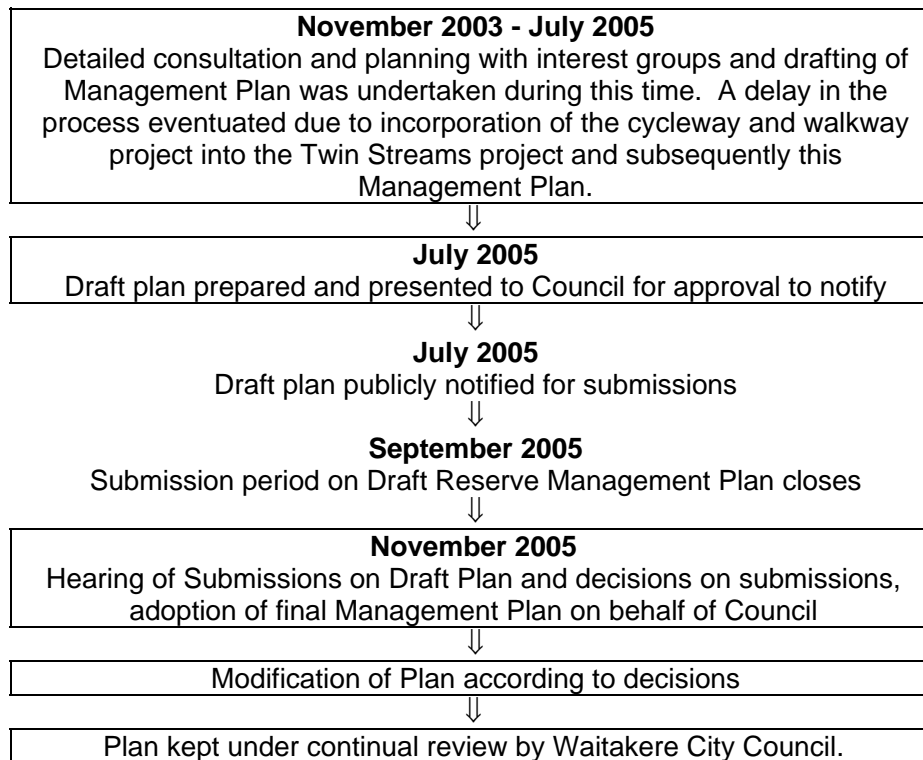 November 2003 - July 2005
Detailed consultation and planning with interest groups and drafting of
Management Plan was undertaken during this time. A delay in the
process eventuated due to incorporation of the cycleway and walkway
project into the Twin Streams project and subsequently this
Management Plan.
⇓
July 2005
Draft plan prepared and presented to Council for approval to notify
⇓
July 2005
Draft plan publicly notified for submissions
⇓
September 2005
Submission period on Draft Reserve Management Plan closes
⇓
November 2005
Hearing of Submissions on Draft Plan and decisions on submissions,
adoption of final Management Plan on behalf of Council
⇓
Modification of Plan according to decisions
⇓
Plan kept under continual review by Waitakere City Council.